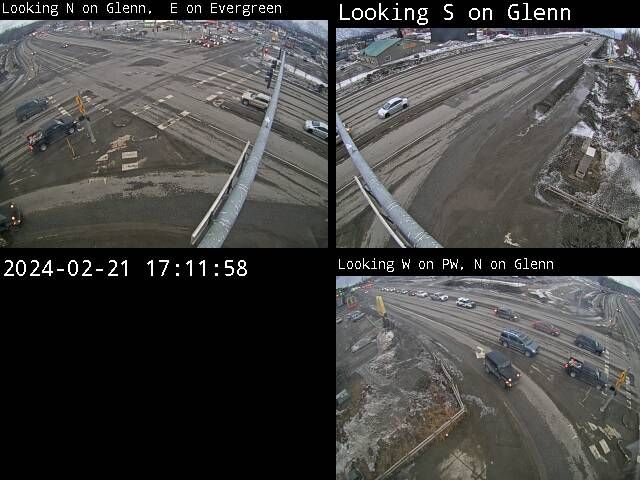 Looking N on Glenn, E on Evergreen
Looking S on Glenn
2024-02-21 17:11:58
Looking W on PW, N on Glenn